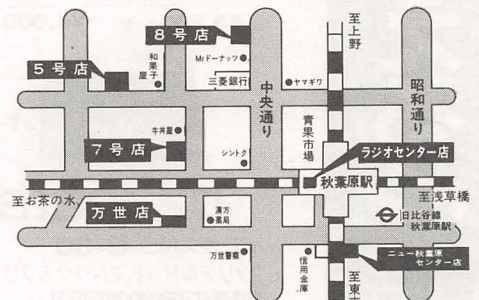 8号店
至上野
和菓子屋
Mrドーナッツ
三菱銀行
ヤマギワ
5号店
中央通り
昭和通り
青果市場
牛丼屋
7号店
シントク
ラジオセンター店
秋葉原駅
至お茶の水
至浅草橋
万世店
漢方薬局
日比谷線
秋葉原駅
万世警察
信用金庫
ニュー秋葉原
センター店
至東京